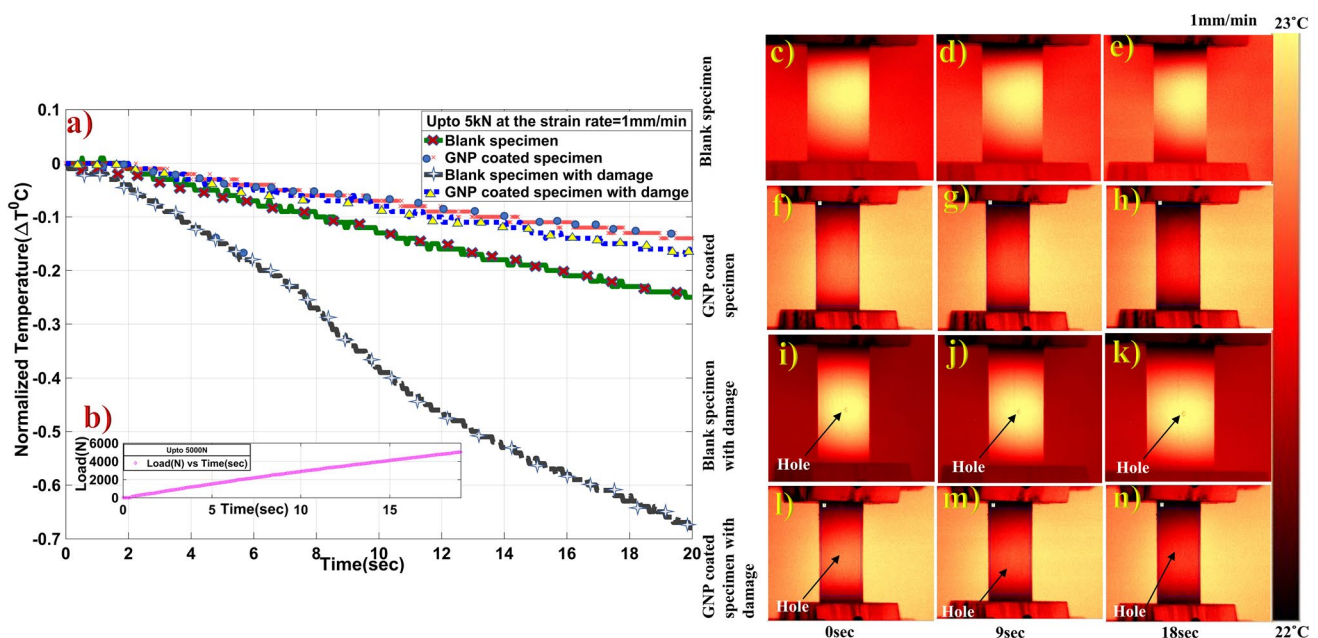 a)
0.1
0
-0.1
-0.2
-0.3
-0.4
-0.5
-0.6
-0.7
Normalized Temperature(ΔT⁰C)
Upto 5kN at the strain rate=1mm/min
Blank specimen
GNP coated specimen
Blank specimen with damage
GNP coated specimen with damge
b)
6000
4000
2000
0
Load(N)
Upto 5000N
Load(N) vs Time(sec)
0
5 Time(sec)
10
15
0 2 4 6 8 10 12 14 16 18 20
Time(sec)
1mm/min
23°C
Blank specimen
c)
d)
e)
GNP coated
specimen
f)
g)
h)
Blank specimen
with damage
i)
Hole
j)
Hole
k)
Hole
GNP coated
specimen with
damage
l)
Hole
m)
Hole
n)
Hole
0sec
9sec
18sec
22°C